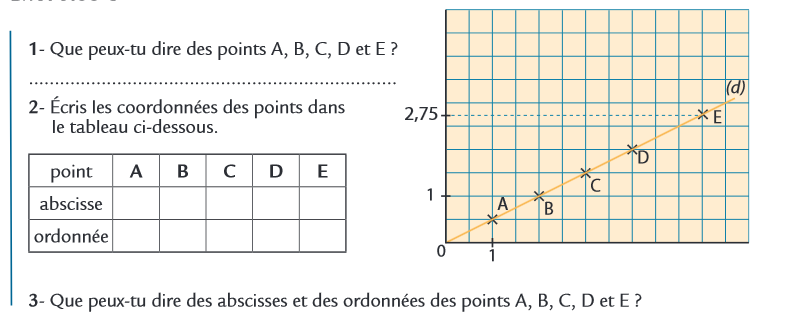 1- Que peux-tu dire des points A, B, C, D et E ?
2- Écris les coordonnées des points dans
le tableau ci-dessous.
point A B C D E
abscisse
ordonnée
(d)
2,75
E
D
C
1
A
B
0
1
3- Que peux-tu dire des abscisses et des ordonnées des points A, B, C, D et E ?